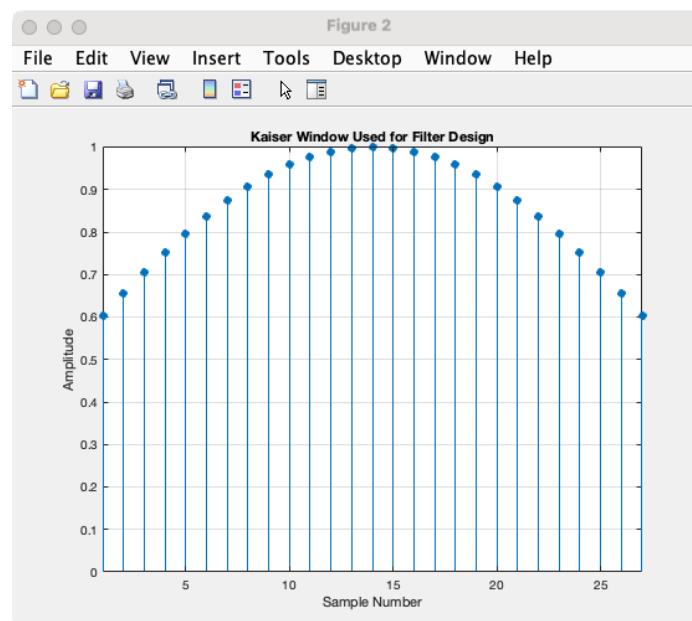 Figure 2
File Edit View Insert Tools Desktop Window Help
Kaiser Window Used for Filter Design
1
0.9
0.8
0.7
0.6
0.5
0.4
0.3
0.2
0.1
0
Amplitude
5 10 15 20 25
Sample Number